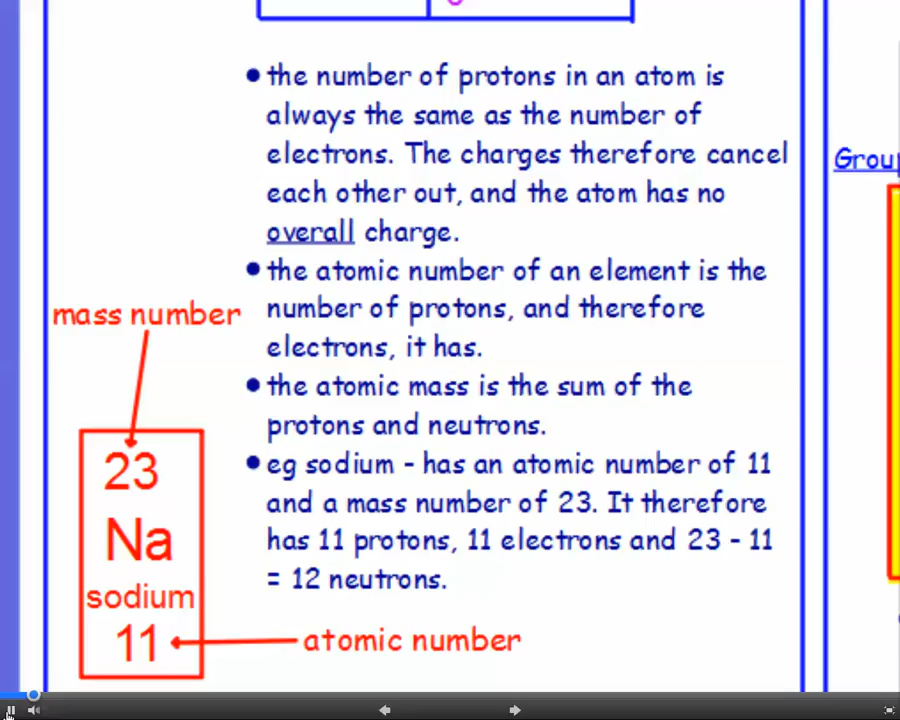 • the number of protons in an atom is
always the same as the number of
electrons. The charges therefore cancel
each other out, and the atom has no
overall charge.
• the atomic number of an element is the
number of protons, and therefore
electrons, it has.
• the atomic mass is the sum of the
protons and neutrons.
• eg sodium - has an atomic number of 11
and a mass number of 23. It therefore
has 11 protons, 11 electrons and 23 - 11
= 12 neutrons.
mass number
23
Na
sodium
11
atomic number